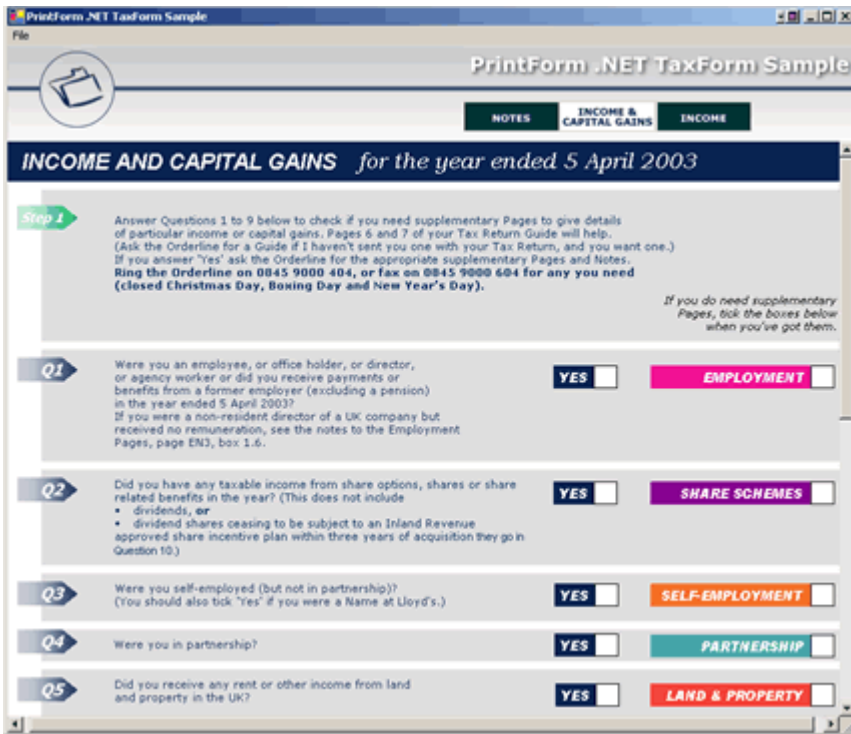 PrintForm .NET TaxForm Sample
File
PrintForm .NET TaxForm Sample
NOTES
INCOME &
CAPITAL GAINS
INCOME
INCOME AND CAPITAL GAINS for the year ended 5 April 2003
Step 1
Answer Questions 1 to 9 below to check if you need supplementary Pages to give details
of particular income or capital gains. Pages 6 and 7 of your Tax Return Guide will help.
(Ask the Orderline for a Guide if I haven't sent you one with your Tax Return, and you want one.)
If you answer 'Yes' ask the Orderline for the appropriate supplementary Pages and Notes.
Ring the Orderline on 0845 9000 404, or fax on 0845 9000 604 for any you need
(closed Christmas Day, Boxing Day and New Year's Day).
If you do need supplementary
Pages, tick the boxes below
when you've got them.
Q1
Were you an employee, or office holder, or director,
or agency worker or did you receive payments or
benefits from a former employer (excluding a pension)
in the year ended 5 April 2003?
If you were a non-resident director of a UK company but
received no remuneration, see the notes to the Employment
Pages, page EN3, box 1.6.
YES
EMPLOYMENT
Q2
Did you have any taxable income from share options, shares or share
related benefits in the year? (This does not include
• dividends, or
• dividend shares ceasing to be subject to an Inland Revenue
approved share incentive plan within three years of acquisition they go in
Question 10.)
YES
SHARE SCHEMES
Q3
Were you self-employed (but not in partnership)?
(You should also tick 'Yes' if you were a Name at Lloyd's.)
YES
SELF-EMPLOYMENT
Q4
Were you in partnership?
YES
PARTNERSHIP
Q5
Did you receive any rent or other income from land
and property in the UK?
YES
LAND & PROPERTY